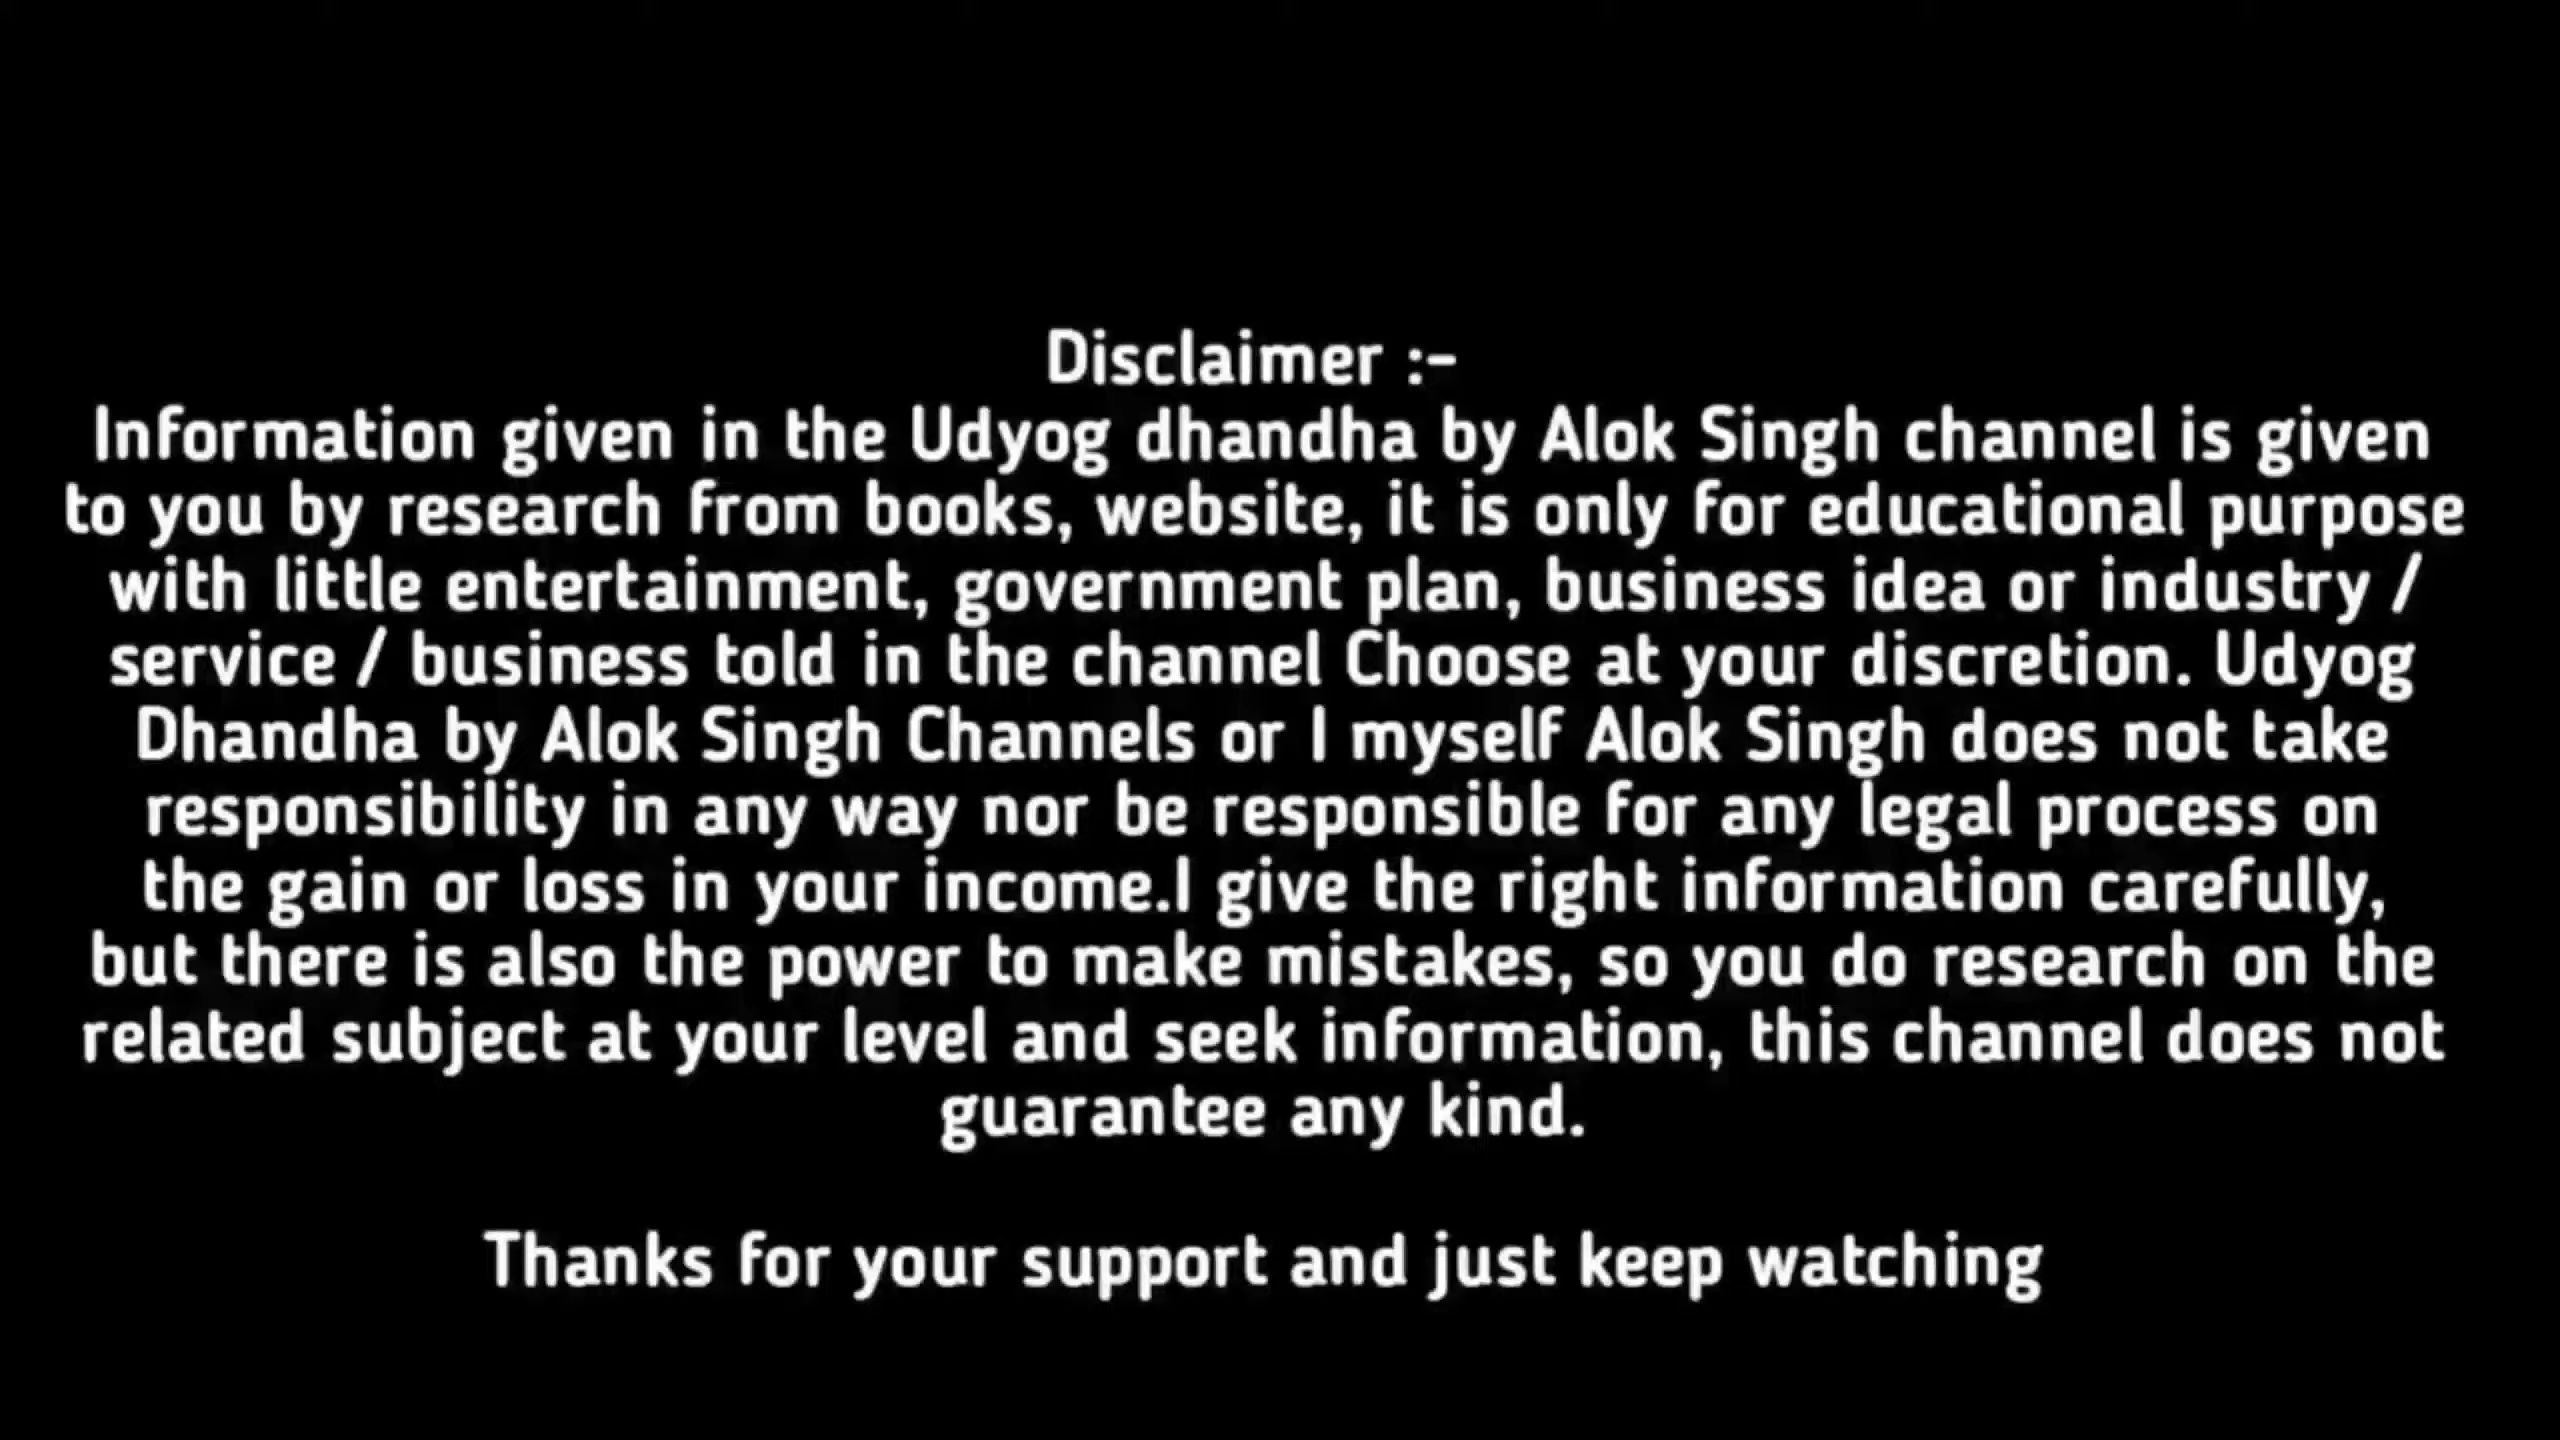 Disclaimer :-
Information given in the Udyog dhandha by Alok Singh channel is given
to you by research from books, website, it is only for educational purpose
with little entertainment, government plan, business idea or industry /
service / business told in the channel Choose at your discretion. Udyog
Dhandha by Alok Singh Channels or I myself Alok Singh does not take
responsibility in any way nor be responsible for any legal process on
the gain or loss in your income.I give the right information carefully,
but there is also the power to make mistakes, so you do research on the
related subject at your level and seek information, this channel does not
guarantee any kind.
Thanks for your support and just keep watching